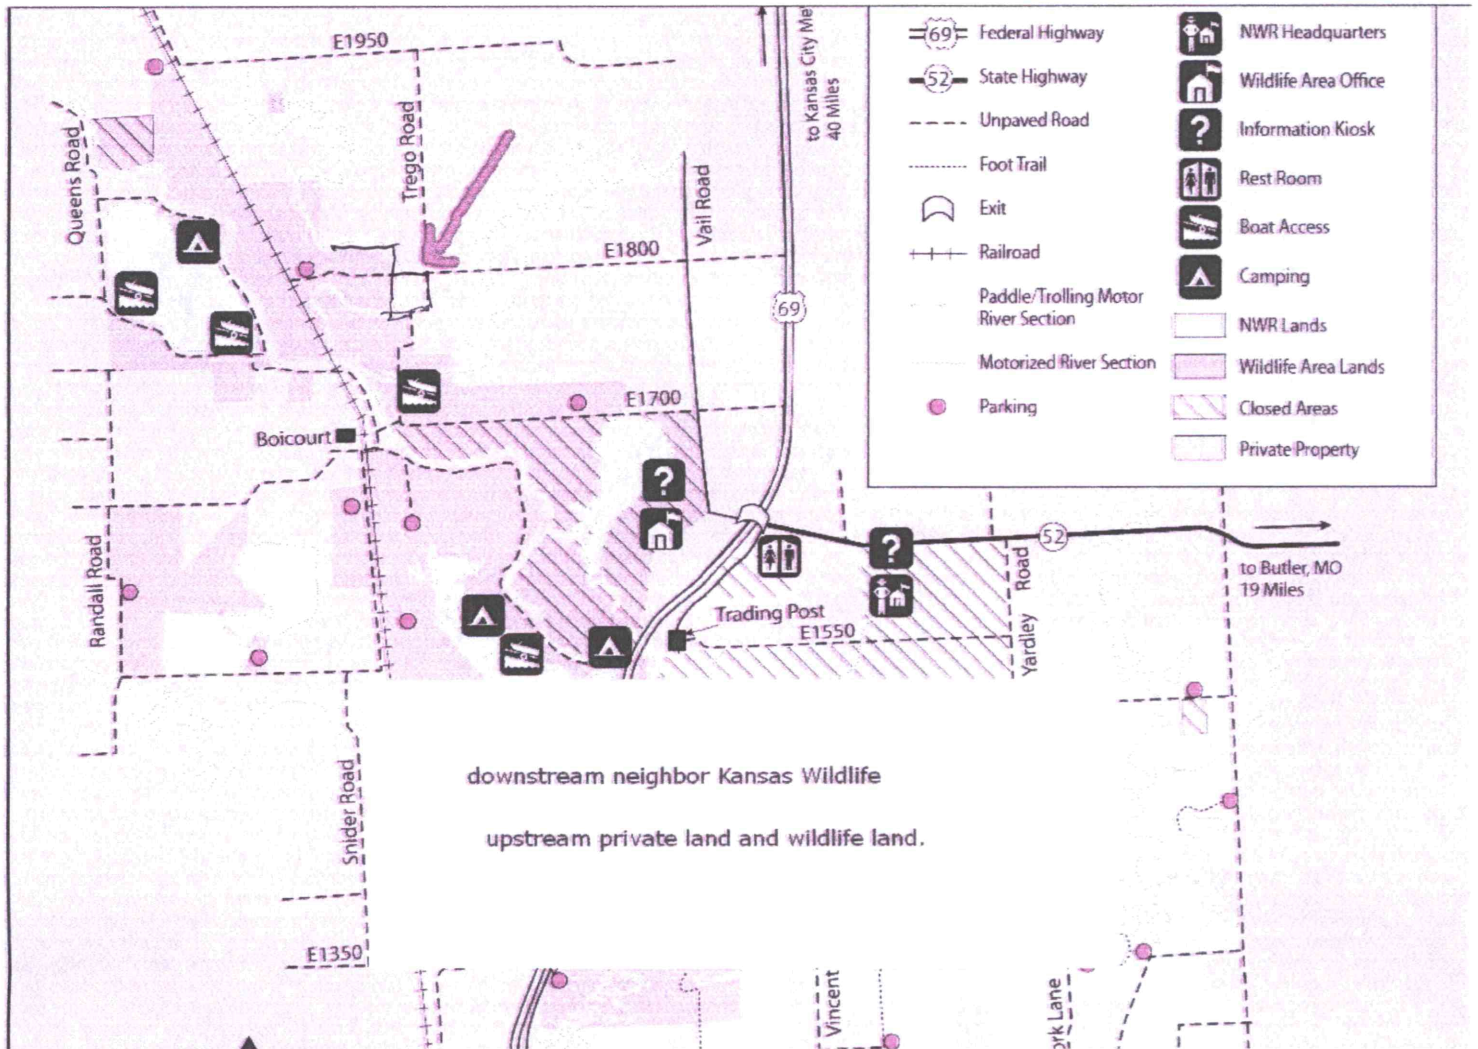 E1950
to Kansas City Me
40 Miles
Trego Road
Queens Road
Vail Road
E1800
69
E1700
Boicourt
?
Randall Road
Trading Post
E1550
?
52
Yardley Road
to Butler, MO
19 Miles
69 Federal Highway
52 State Highway
Unpaved Road
Foot Trail
Exit
Railroad
Paddle/Trolling Motor
River Section
Motorized River Section
Parking
NWR Headquarters
Wildlife Area Office
? Information Kiosk
Rest Room
Boat Access
Camping
NWR Lands
Wildlife Area Lands
Closed Areas
Private Property
downstream neighbor Kansas Wildlife
upstream private land and wildlife land.
Snider Road
E1350
Vincent
ork Lane